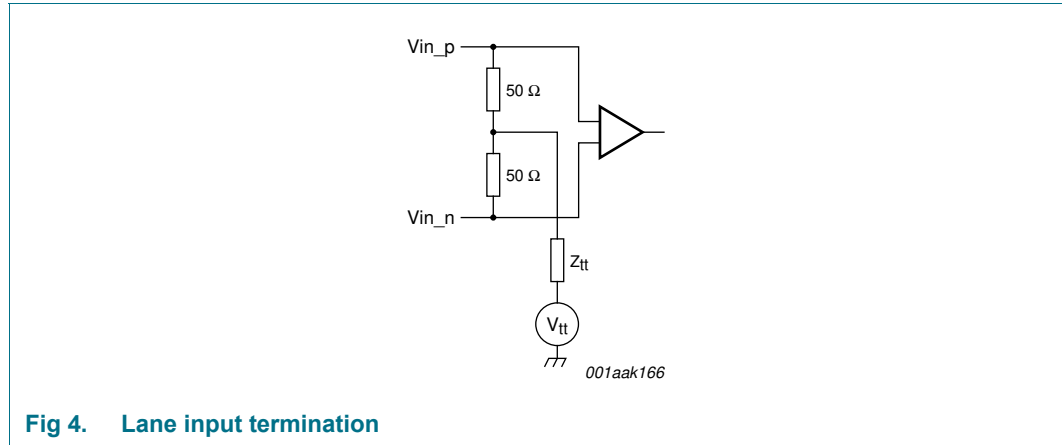 Vin_p
50 Ω
50 Ω
Vin_n
Ztt
Vtt
001aak166
Fig 4. Lane input termination